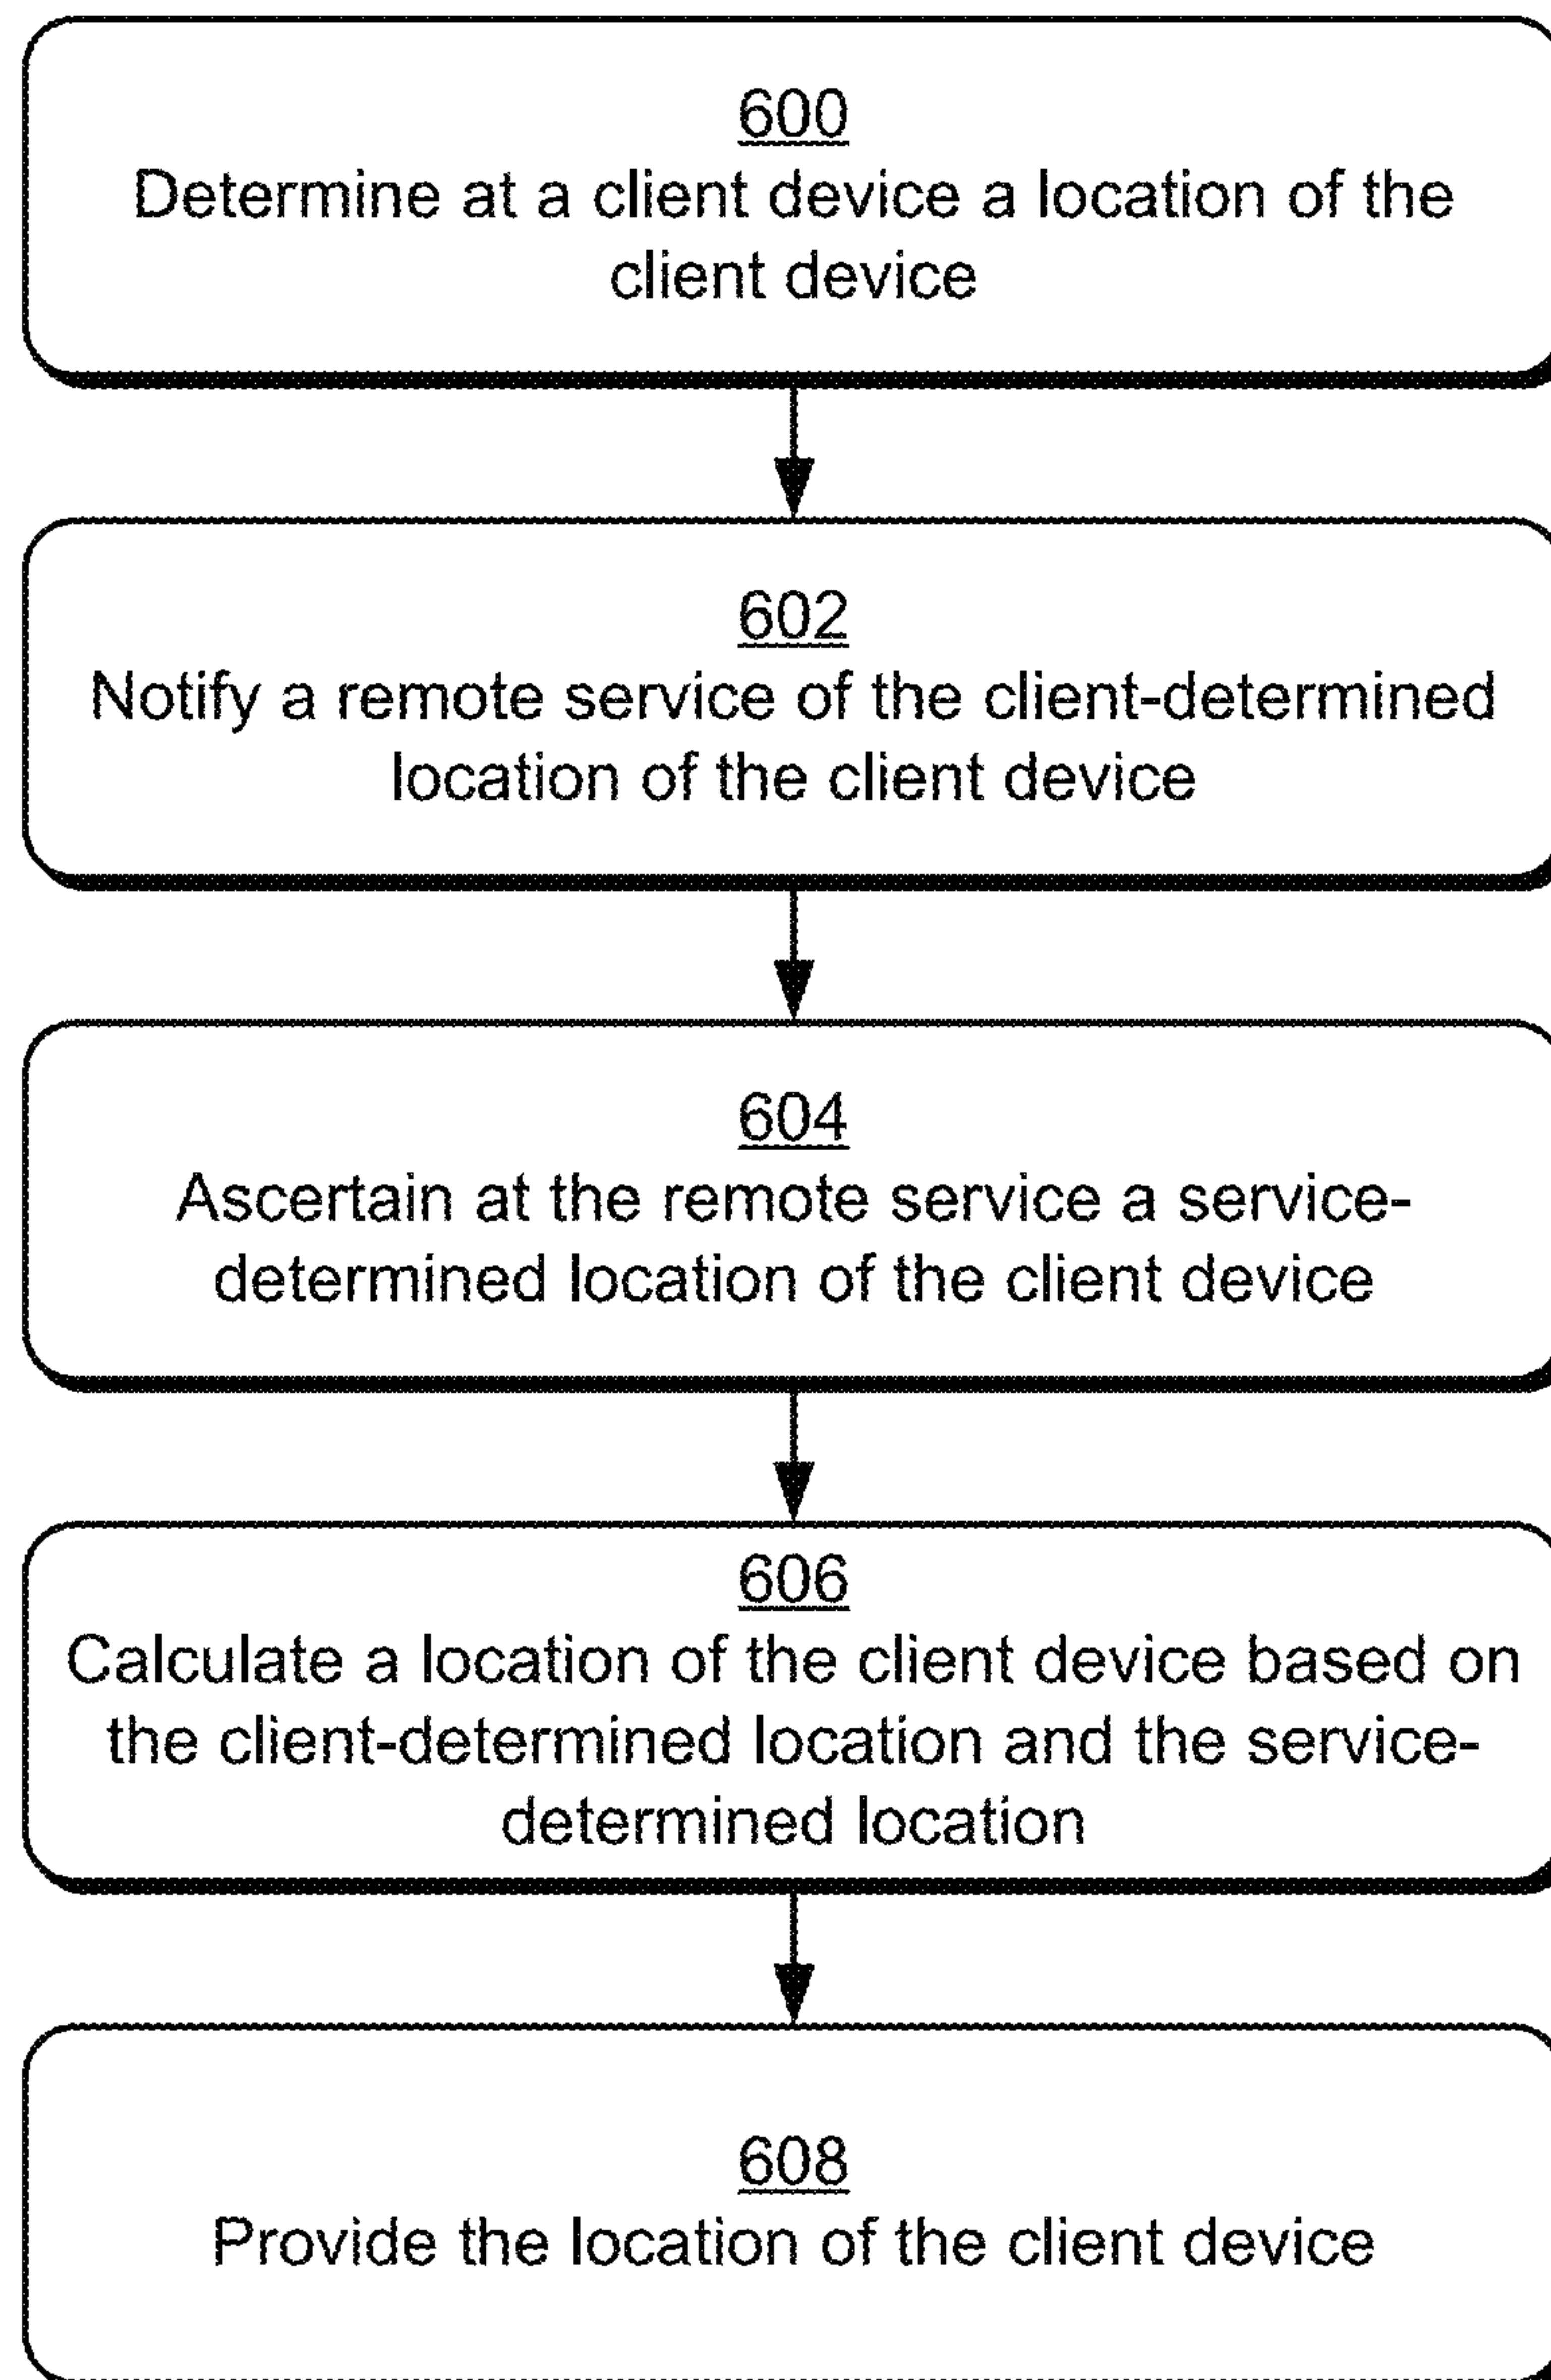 600
Determine at a client device a location of the
client device
602
Notify a remote service of the client-determined
location of the client device
604
Ascertain at the remote service a service-
determined location of the client device
606
Calculate a location of the client device based on
the client-determined location and the service-
determined location
608
Provide the location of the client device